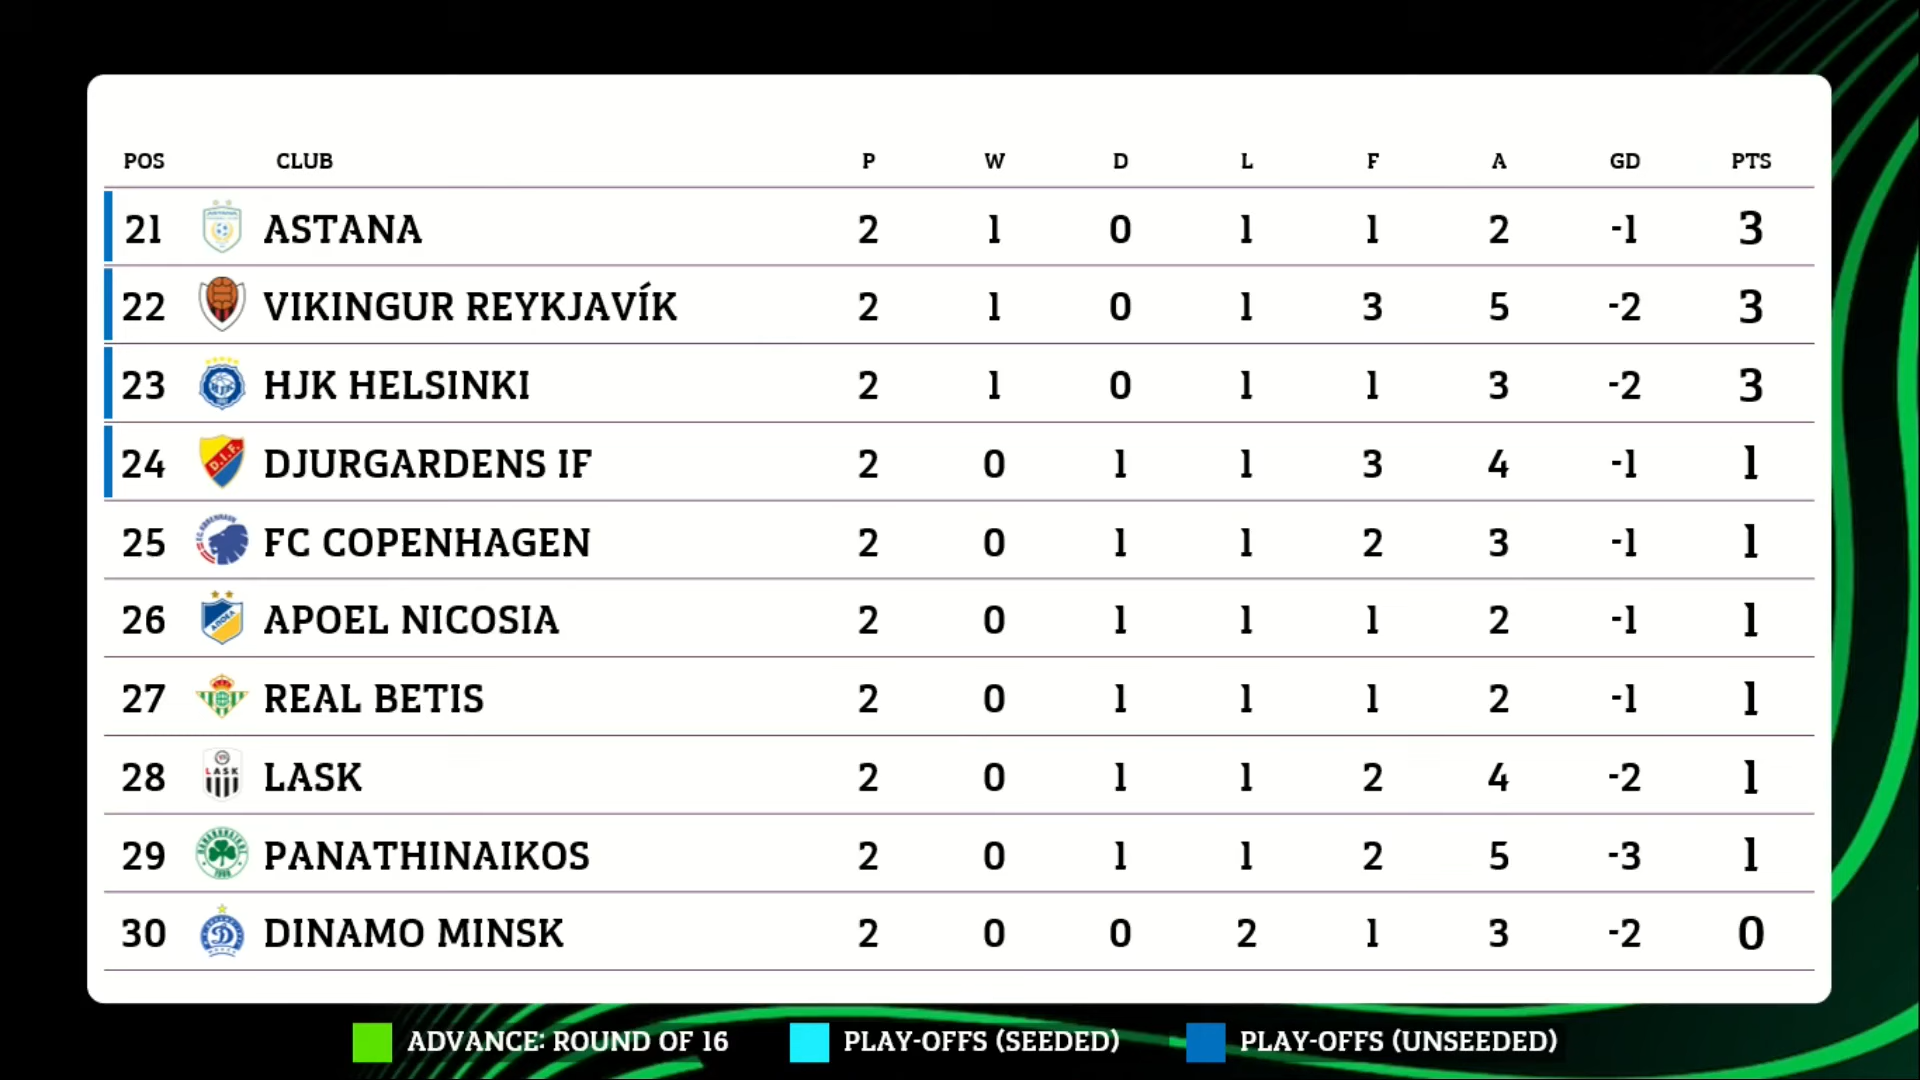 POS CLUB P W D L F A GD PTS
21 ASTANA 2 1 0 1 1 2 -1 3
22 VIKINGUR REYKJAVÍK 2 1 0 1 3 5 -2 3
23 HJK HELSINKI 2 1 0 1 1 3 -2 3
24 DJURGARDENS IF 2 0 1 1 3 4 -1 1
25 FC COPENHAGEN 2 0 1 1 2 3 -1 1
26 APOEL NICOSIA 2 0 1 1 1 2 -1 1
27 REAL BETIS 2 0 1 1 1 2 -1 1
28 LASK 2 0 1 1 2 4 -2 1
29 PANATHINAIKOS 2 0 1 1 2 5 -3 1
30 DINAMO MINSK 2 0 0 2 1 3 -2 0
ADVANCE: ROUND OF 16 PLAY-OFFS (SEEDED) PLAY-OFFS (UNSEEDED)